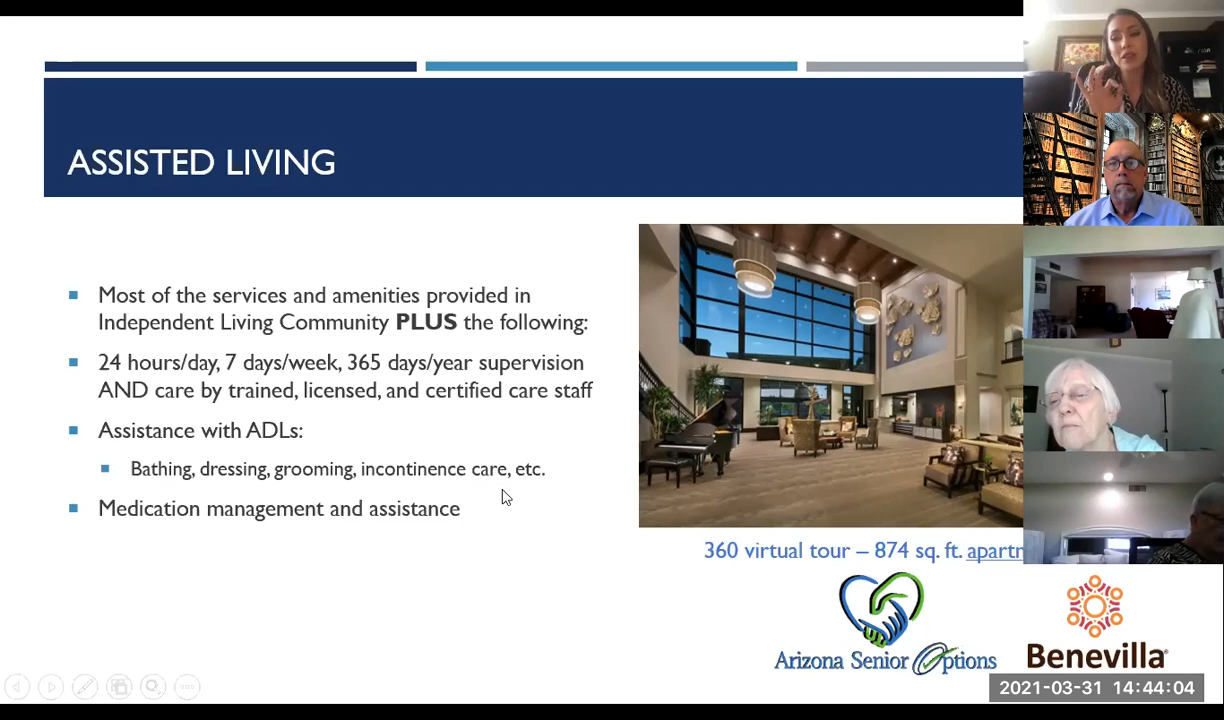 ASSISTED LIVING
Most of the services and amenities provided in
Independent Living Community PLUS the following:
24 hours/day, 7 days/week, 365 days/year supervision
AND care by trained, licensed, and certified care staff
Assistance with ADLs:
Bathing, dressing, grooming, incontinence care, etc.
Medication management and assistance
360 virtual tour – 874 sq. ft. apartm
Arizona Senior Options
Benevilla
2021-03-31 14:44:04